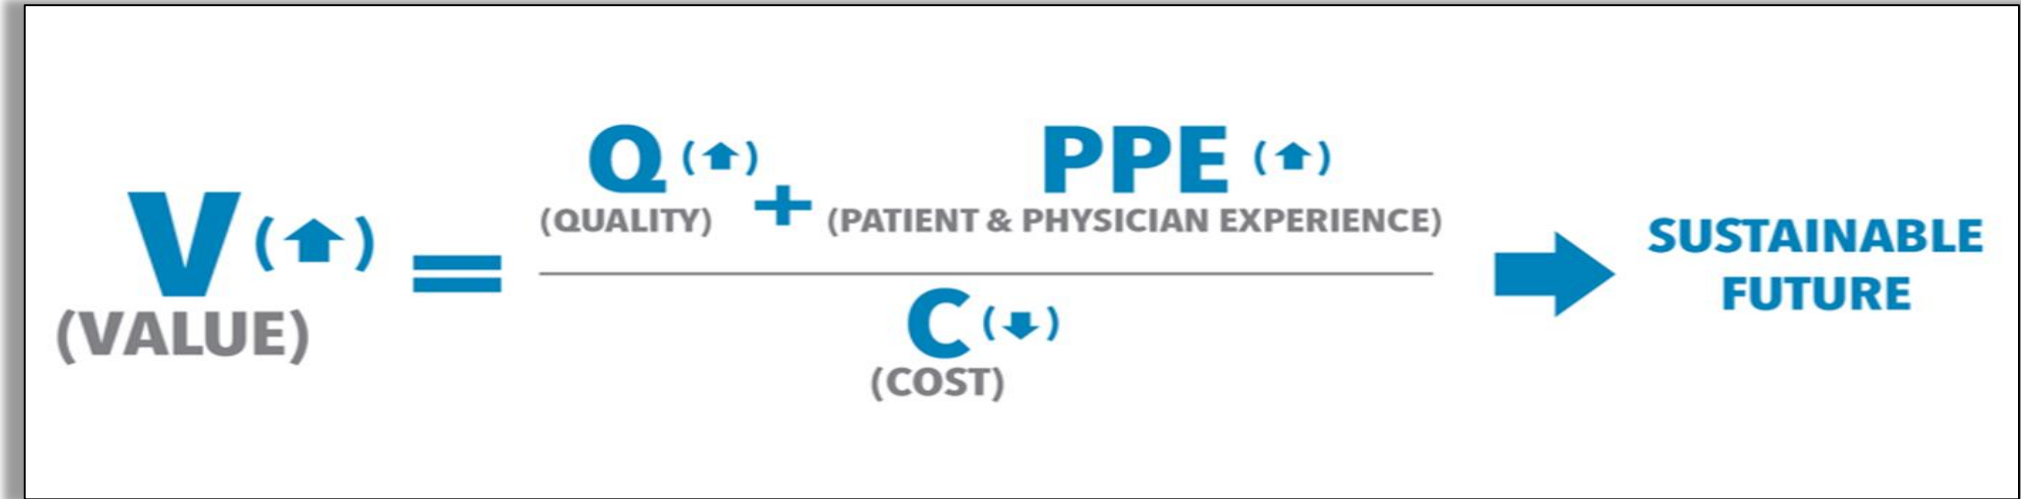 V (⬆) = Q (⬆) + PPE (⬆)
(VALUE)
(QUALITY) (PATIENT & PHYSICIAN EXPERIENCE)
C (⬇)
(COST)
SUSTAINABLE
FUTURE